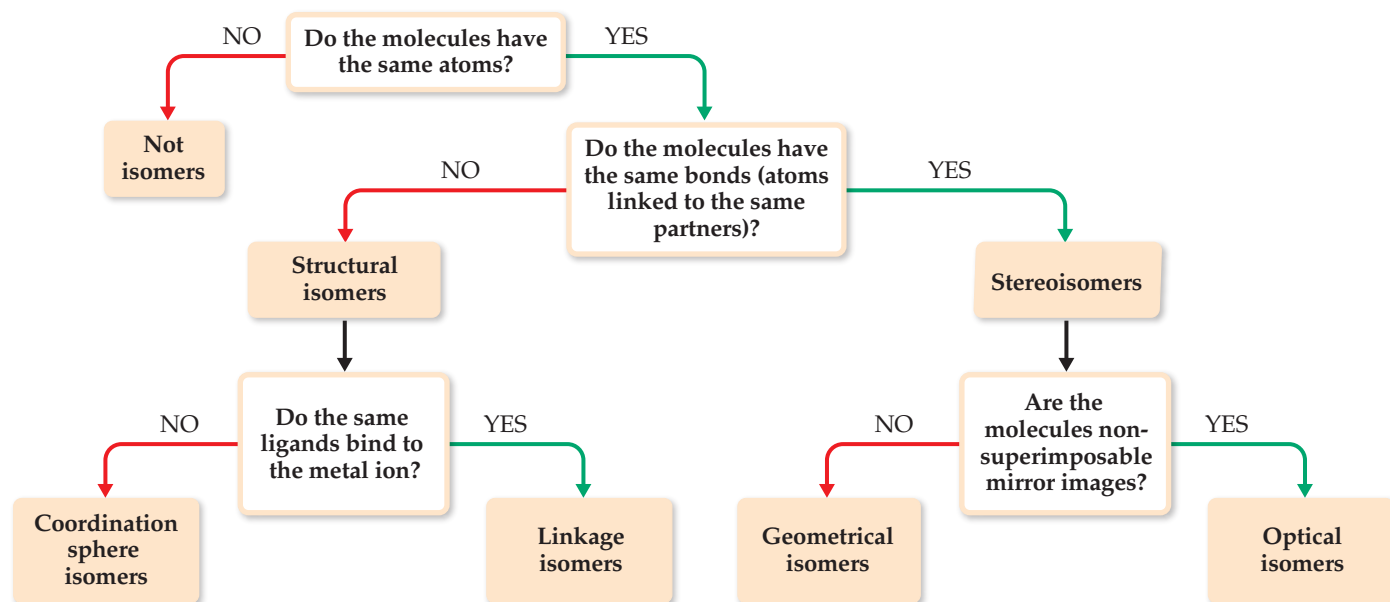 NO
Do the molecules have
the same atoms?
YES
Not
isomers
NO
Do the molecules have
the same bonds (atoms
linked to the same
partners)?
YES
Structural
isomers
Stereoisomers
NO
Do the same
ligands bind to
the metal ion?
YES
NO
Are the
molecules non-
superimposable
mirror images?
YES
Coordination
sphere
isomers
Linkage
isomers
Geometrical
isomers
Optical
isomers